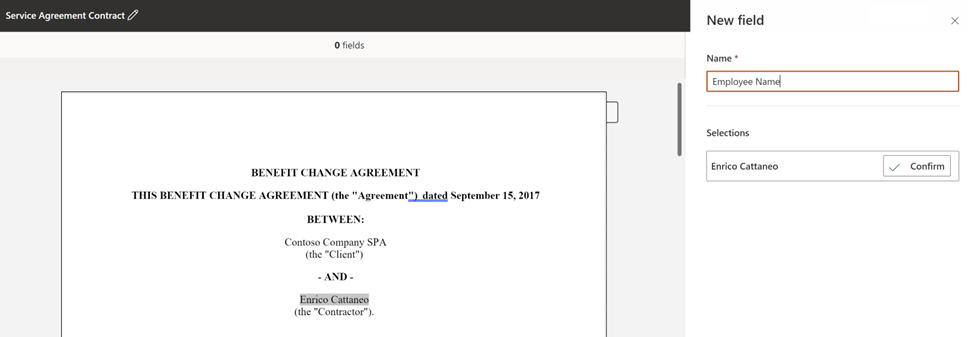 Service Agreement Contract
0 fields
BENEFIT CHANGE AGREEMENT
THIS BENEFIT CHANGE AGREEMENT (the "Agreement") dated September 15, 2017
BETWEEN:
Contoso Company SPA
(the "Client")
- AND -
Enrico Cattaneo
(the "Contractor").
New field
Name *
Employee Name
Selections
Enrico Cattaneo
Confirm